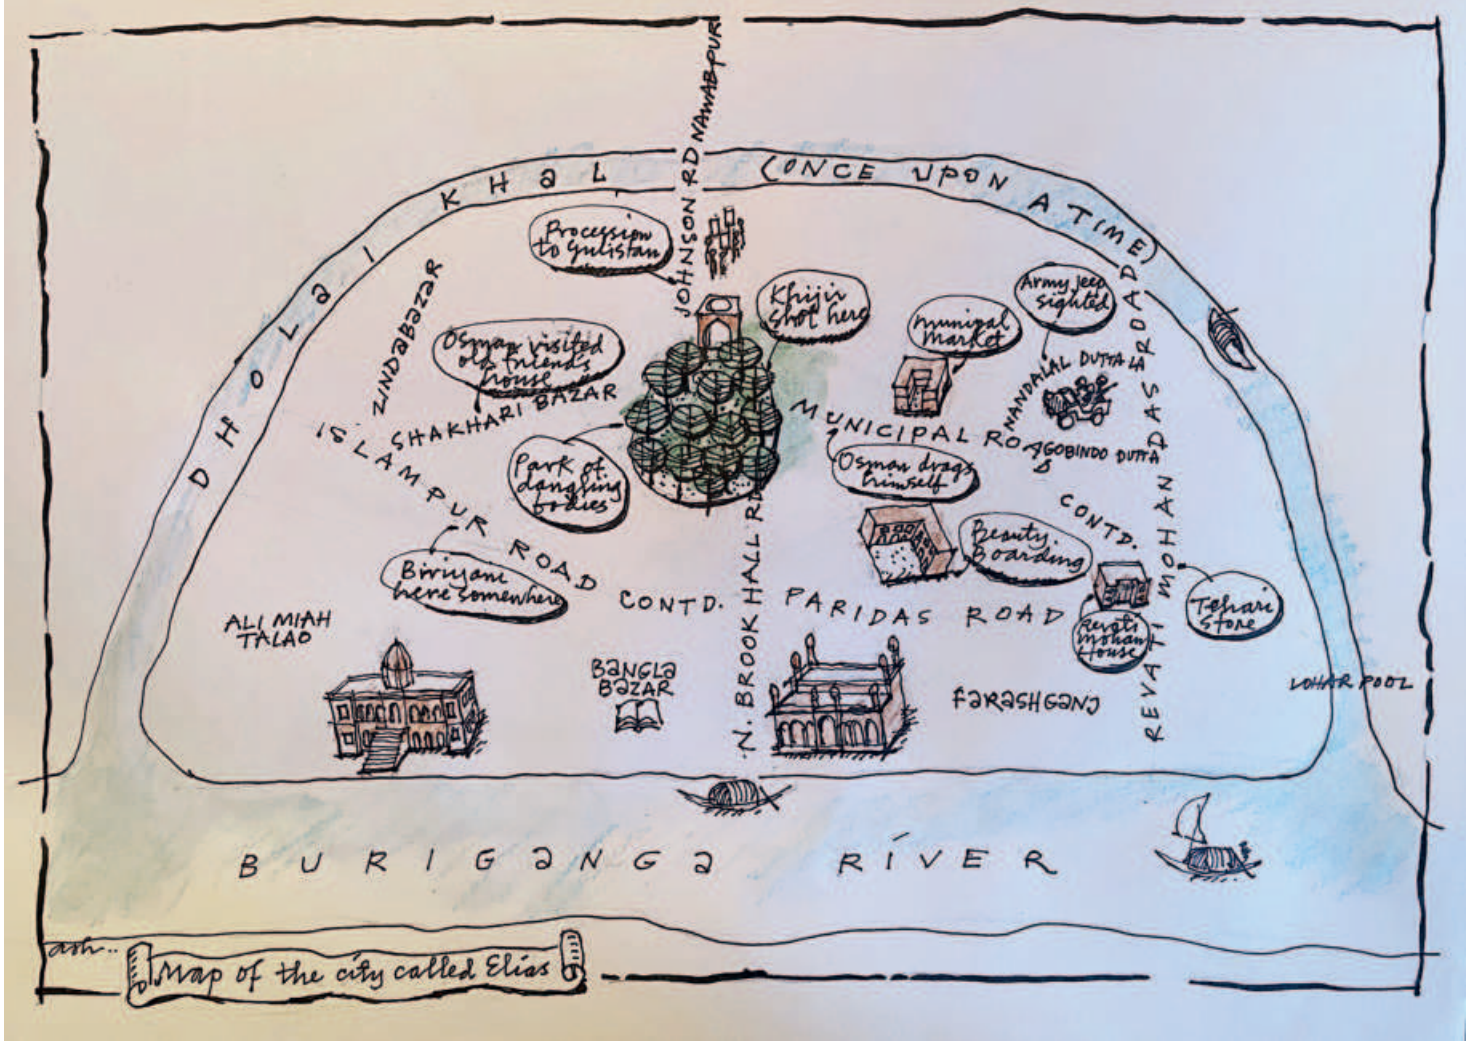 NAWABPUR
JOHNSON RD
DHOLaI KHaL
(ONCE UPON A TIME)
Procession
to Gulistan
Khijir
shot here
Army jeep
sighted
munipal
market
ZINDABAZAR
Osman visited
old friend's
house
SHAKHARI BAZAR
NANDALAL DUTTA LA
MUNICIPAL ROA
GOBINDO DUTTA
ISLAMPUR ROAD
Park of
dangling
bodies
Osman drags
himself
CONTD.
Beauty
Boarding
Biriyani
here somewhere
CONTD.
PARIDAS ROAD
N. BROOK HALL RD
REVATI MOHAN DAS ROAD
Tehari
Store
Revati
mohan
House
ALI MIAH
TALAO
BANGLA
BAZAR
FARASHGANJ
LOHAR POOL
BURIGANGA RIVER
ash..
Map of the city called Elias